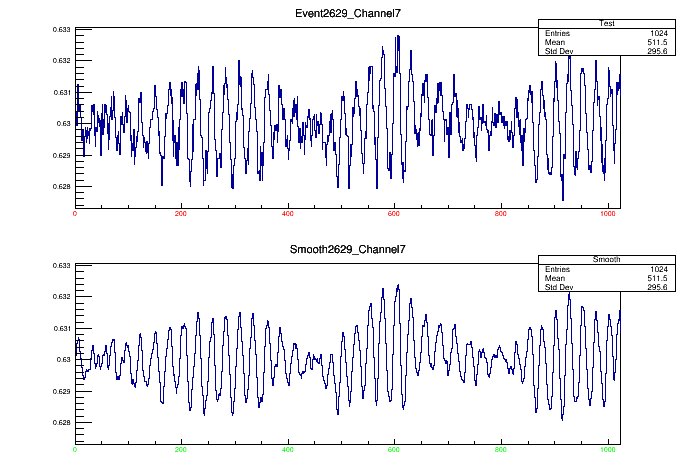 Event2629_Channel7
Test
Entries 1024
Mean 511.5
Std Dev 295.6
0.633
0.632
0.631
0.63
0.629
0.628
0 200 400 600 800 1000
Smooth2629_Channel7
Smooth
Entries 1024
Mean 511.5
Std Dev 295.6
0.633
0.632
0.631
0.63
0.629
0.628
0 200 400 600 800 1000